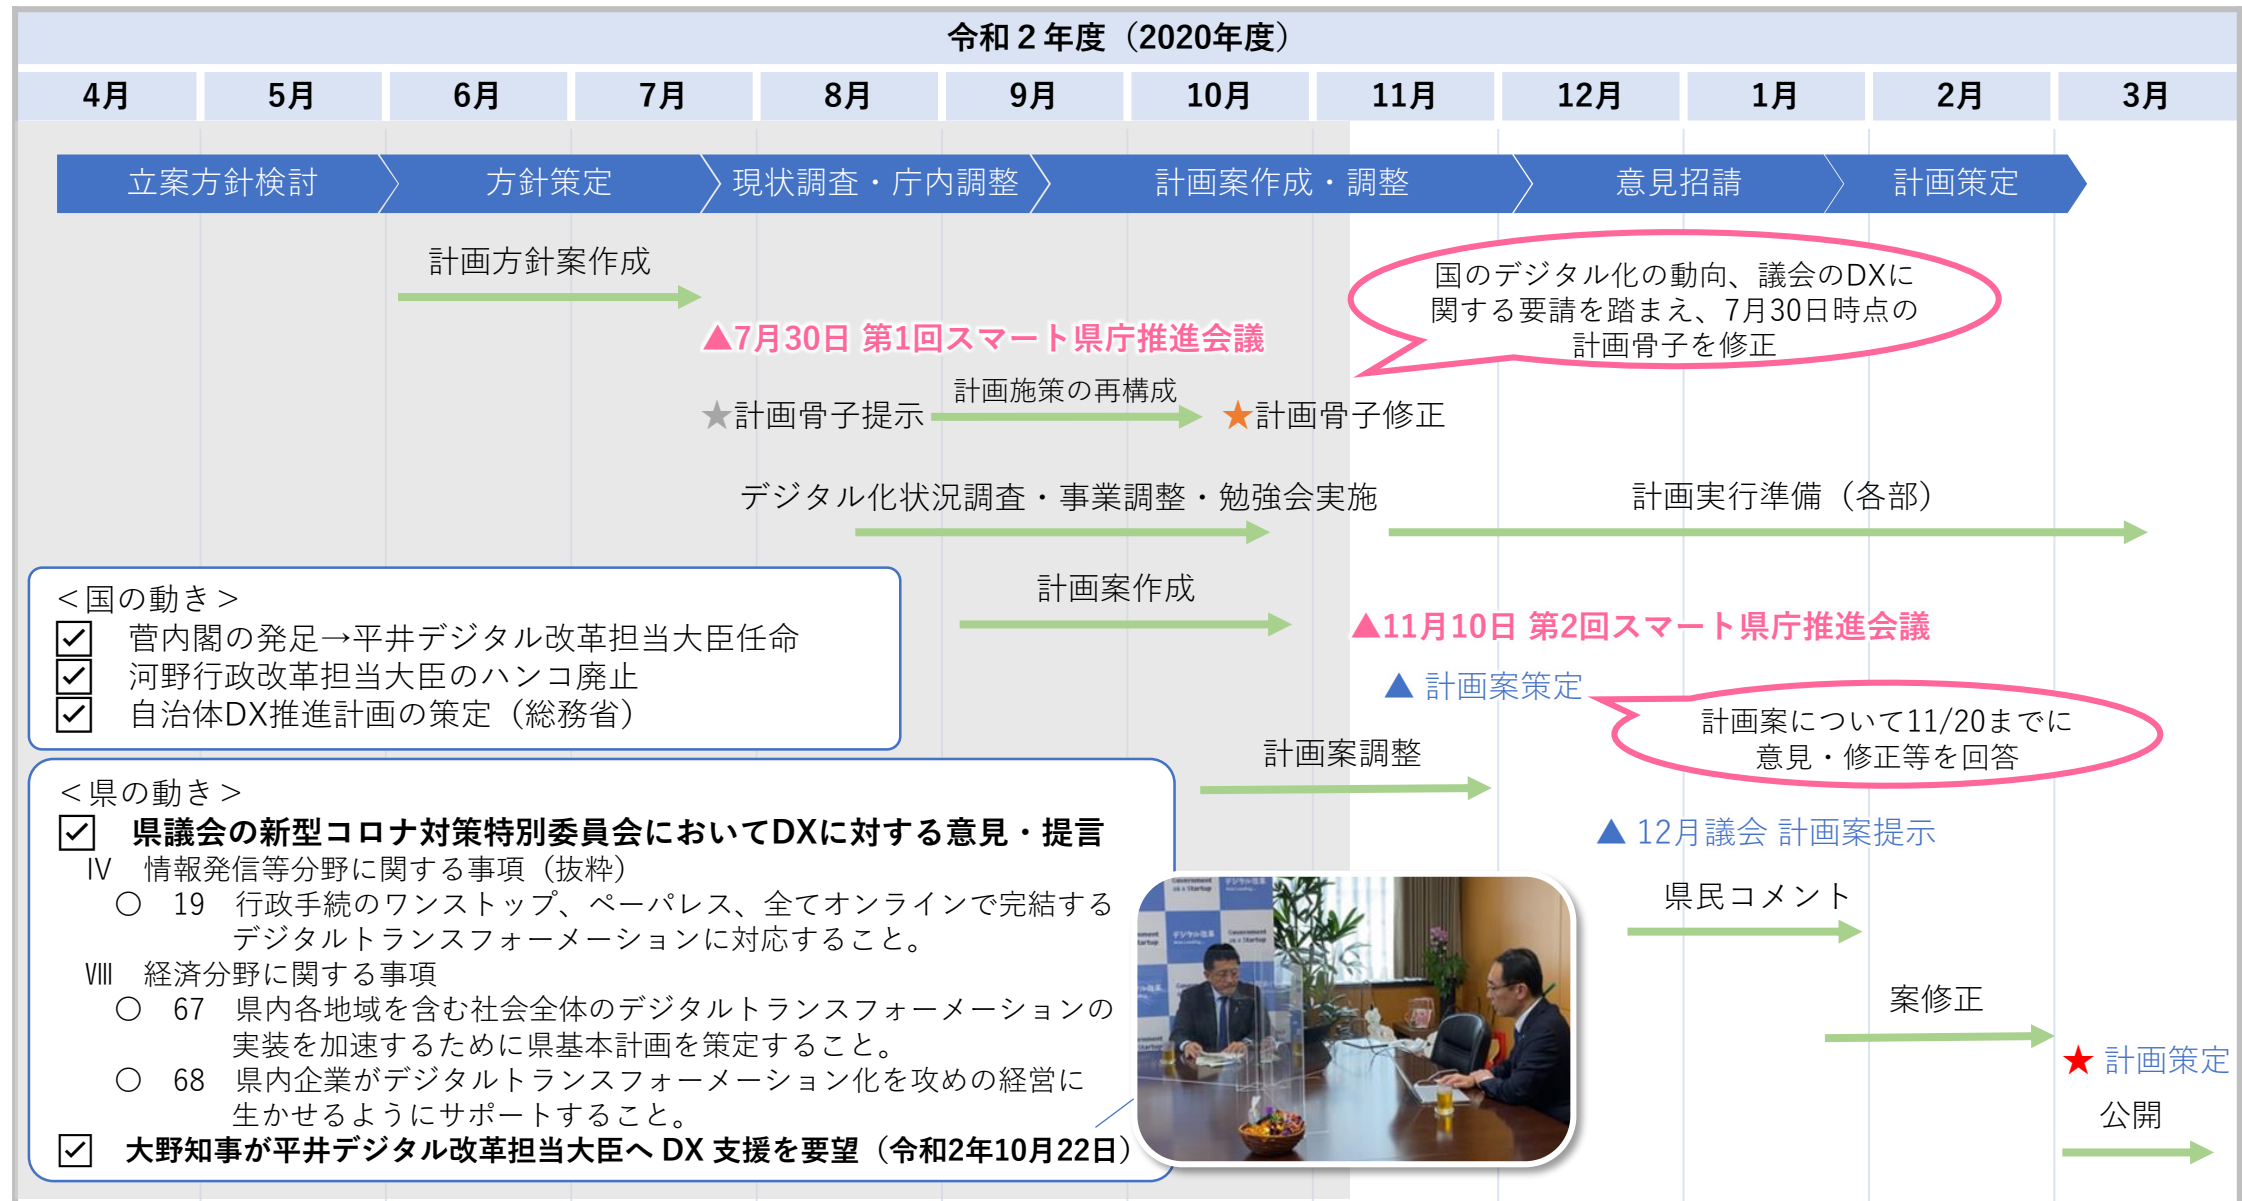 令和２年度（2020年度）
4月 5月 6月 7月 8月 9月 10月 11月 12月 1月 2月 3月
立案方針検討 方針策定 現状調査・庁内調整 計画案作成・調整 意見招請 計画策定
計画方針案作成
国のデジタル化の動向、議会のDXに
関する要請を踏まえ、7月30日時点の
計画骨子を修正
▲7月30日 第1回スマート県庁推進会議
計画施策の再構成
★計画骨子提示
★計画骨子修正
デジタル化状況調査・事業調整・勉強会実施
計画実行準備（各部）
計画案作成
▲11月10日 第2回スマート県庁推進会議
▲ 計画案策定
計画案について11/20までに
意見・修正等を回答
計画案調整
▲ 12月議会 計画案提示
県民コメント
案修正
★ 計画策定
公開
＜国の動き＞
☑ 菅内閣の発足→平井デジタル改革担当大臣任命
☑ 河野行政改革担当大臣のハンコ廃止
☑ 自治体DX推進計画の策定（総務省）
＜県の動き＞
☑ 県議会の新型コロナ対策特別委員会においてDXに対する意見・提言
Ⅳ 情報発信等分野に関する事項（抜粋）
〇 19 行政手続のワンストップ、ペーパレス、全てオンラインで完結する
デジタルトランスフォーメーションに対応すること。
Ⅷ 経済分野に関する事項
〇 67 県内各地域を含む社会全体のデジタルトランスフォーメーションの
実装を加速するために県基本計画を策定すること。
〇 68 県内企業がデジタルトランスフォーメーション化を攻めの経営に
生かせるようにサポートすること。
☑ 大野知事が平井デジタル改革担当大臣へ DX 支援を要望（令和2年10月22日）
Government
as a Startup
デジタル改革
Government
as a Startup